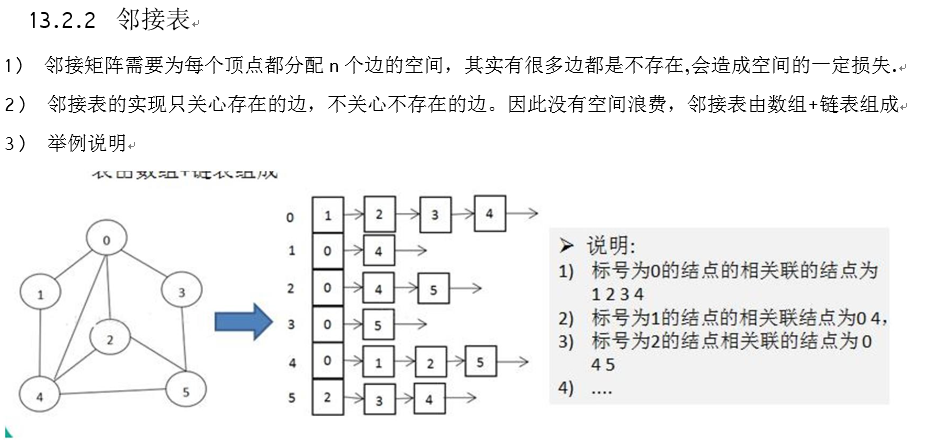 13.2.2 邻接表
1) 邻接矩阵需要为每个顶点都分配 n 个边的空间，其实有很多边都是不存在,会造成空间的一定损失.
2) 邻接表的实现只关心存在的边，不关心不存在的边。因此没有空间浪费，邻接表由数组+链表组成
3) 举例说明
表由数组+链表组成
0
1
3
2
4
5
0 1 2 3 4
1 0 4
2 0 4 5
3 0 5
4 0 1 2 5
5 2 3 4
➢ 说明:
1) 标号为0的结点的相关联的结点为
1 2 3 4
2) 标号为1的结点的相关联结点为0 4，
3) 标号为2的结点相关联的结点为 0
4 5
4) ....